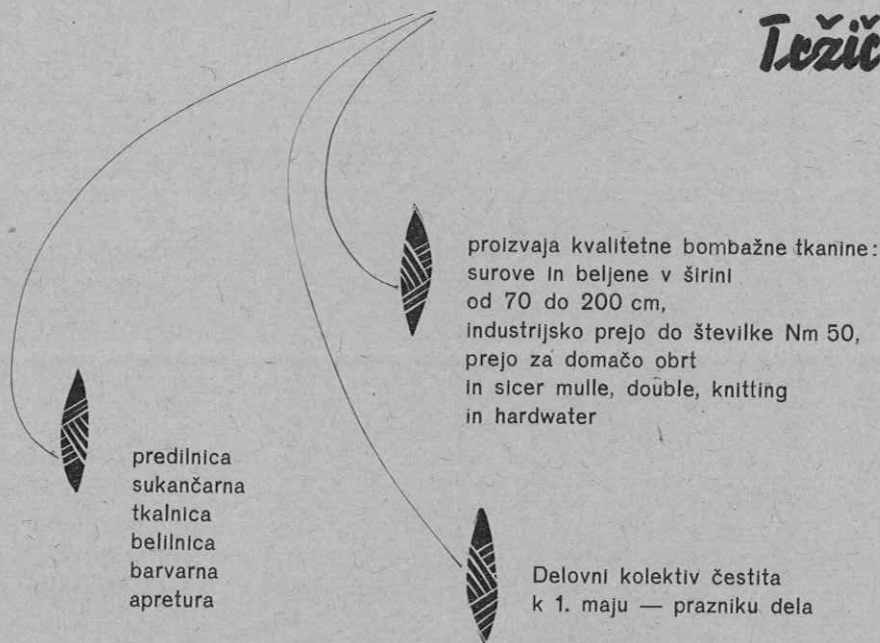 Tržič
proizvaja kvalitetne bombažne tkanine:
surove in beljene v širini
od 70 do 200 cm,
industrijsko prejo do številke Nm 50,
prejo za domačo obrt
in sicer mulle, double, knitting
in hardwater
predilnica
sukančarna
tkalnica
belilnica
barvarna
apretura
Delovni kolektiv čestita
k 1. maju — prazniku dela